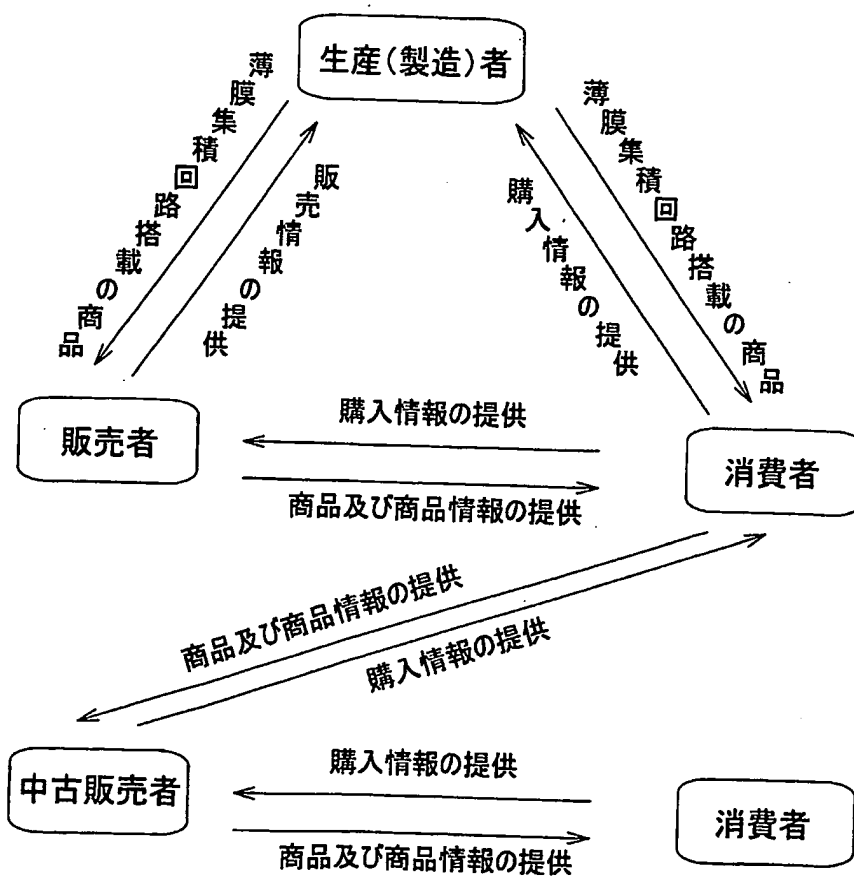 生産(製造)者
薄膜集積回路搭載の商品
販売情報の提供
購入情報の提供
薄膜集積回路搭載の商品
販売者
購入情報の提供
商品及び商品情報の提供
消費者
商品及び商品情報の提供
購入情報の提供
中古販売者
購入情報の提供
商品及び商品情報の提供
消費者